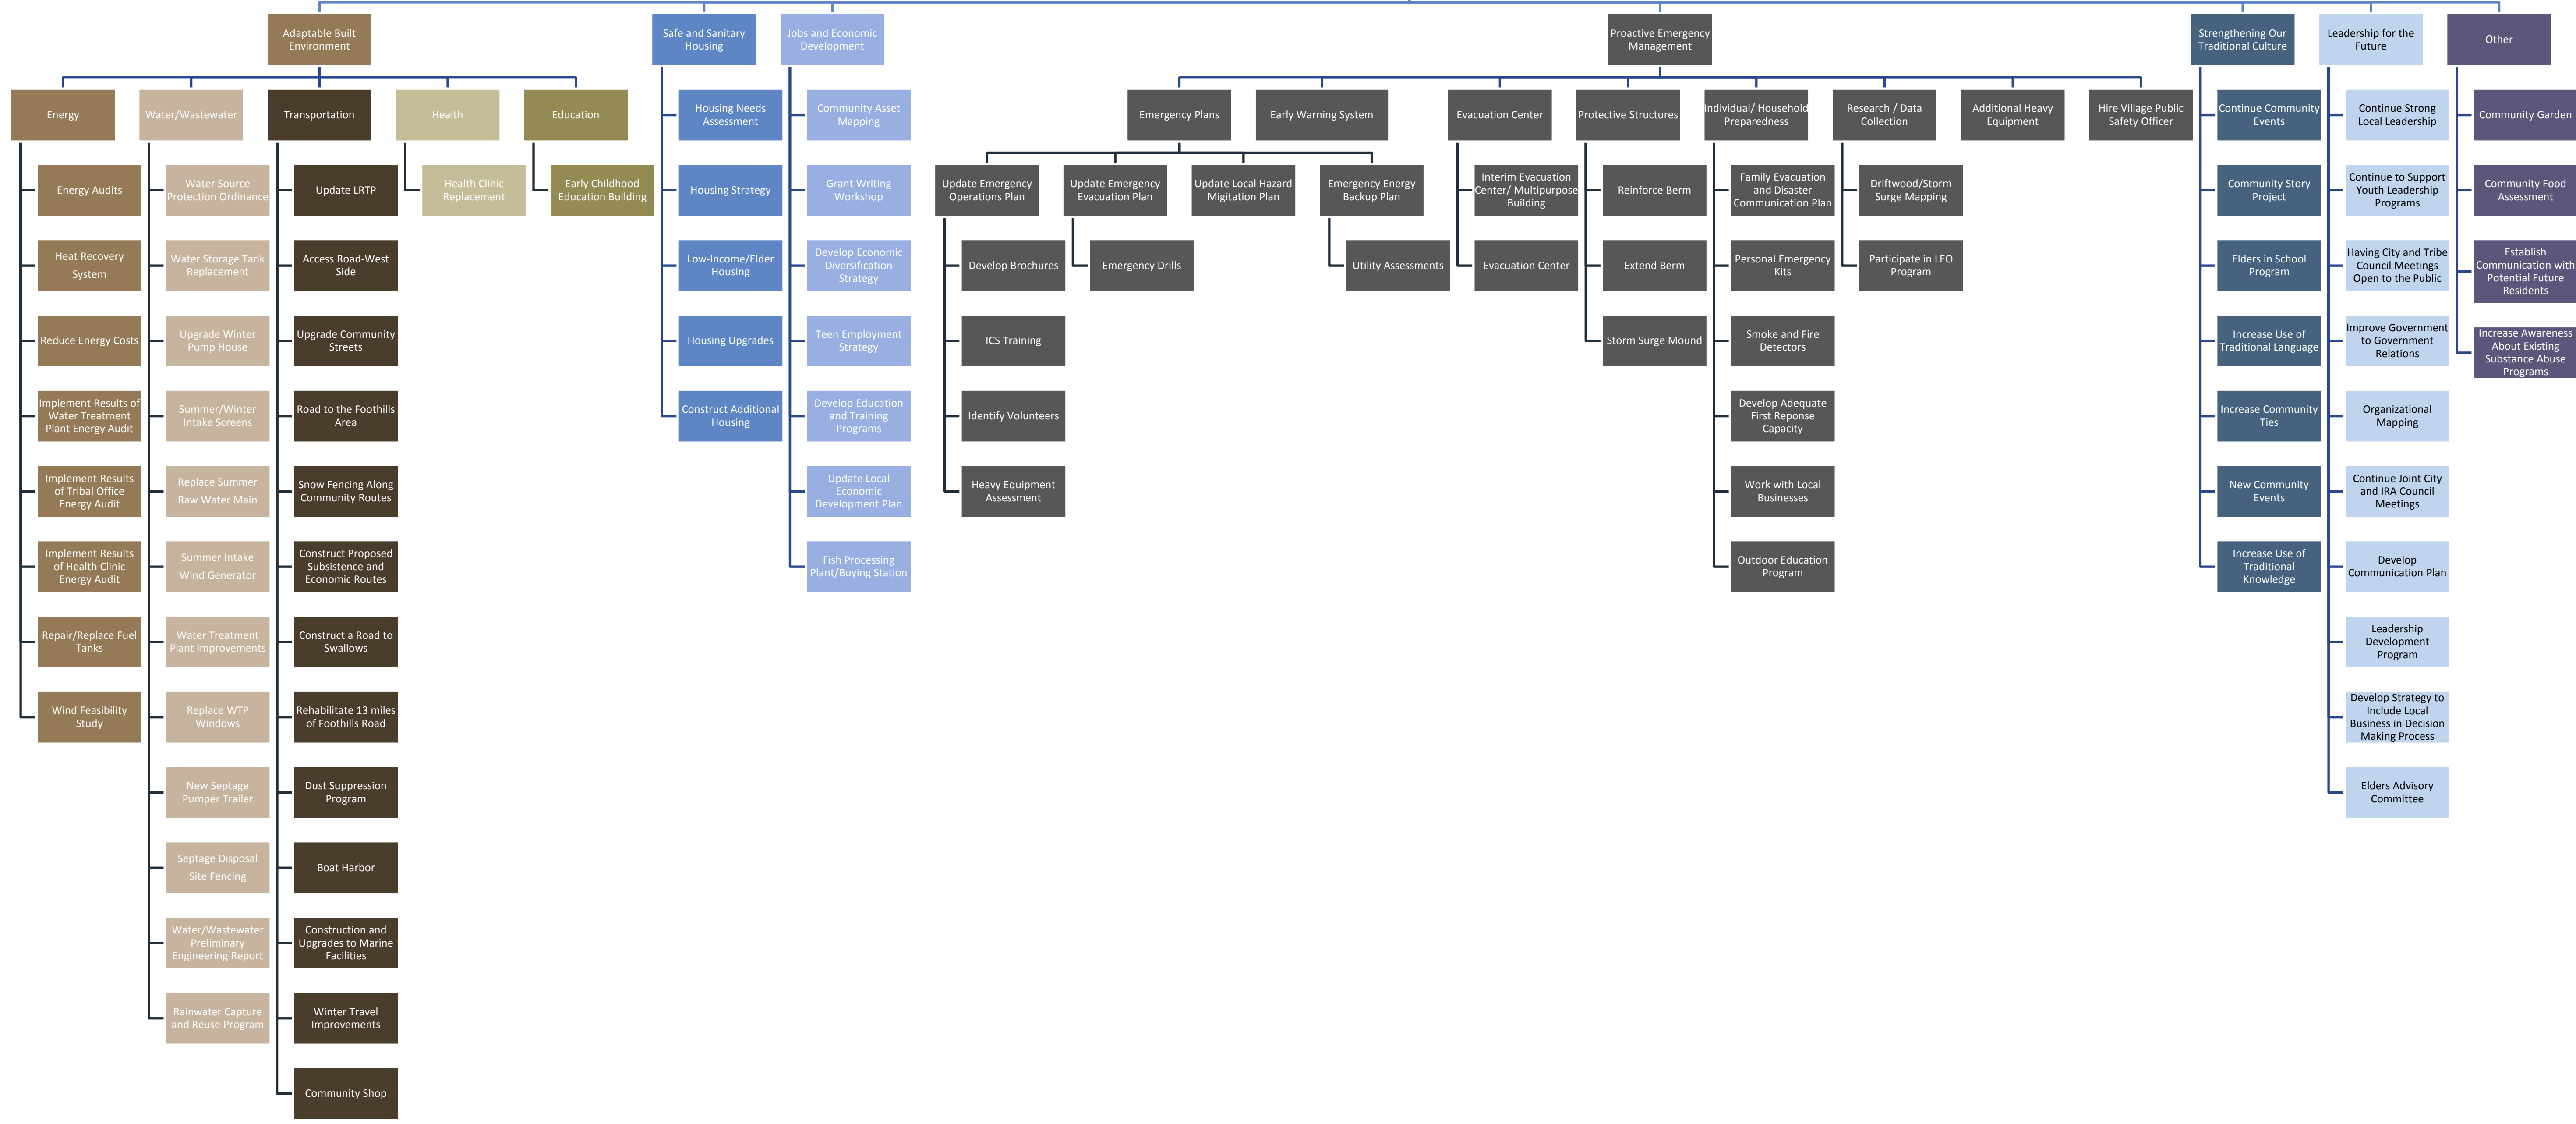 Adaptable Built
Environment
Safe and Sanitary
Housing
Jobs and Economic
Development
Proactive Emergency
Management
Strengthening Our
Traditional Culture
Leadership for the
Future
Other
Energy
Water/Wastewater
Transportation
Health
Education
Energy Audits
Heat Recovery
System
Reduce Energy Costs
Implement Results of
Water Treatment
Plant Energy Audit
Implement Results
of Tribal Office
Energy Audit
Implement Results
of Health Clinic
Energy Audit
Repair/Replace Fuel
Tanks
Wind Feasibility
Study
Water Source
Protection Ordinance
Water Storage Tank
Replacement
Upgrade Winter
Pump House
Summer/Winter
Intake Screens
Replace Summer
Raw Water Main
Summer Intake
Wind Generator
Water Treatment
Plant Improvements
Replace WTP
Windows
New Septage
Pumper Trailer
Septage Disposal
Site Fencing
Water/Wastewater
Preliminary
Engineering Report
Rainwater Capture
and Reuse Program
Update LRTP
Access Road-West
Side
Upgrade Community
Streets
Road to the Foothills
Area
Snow Fencing Along
Community Routes
Construct Proposed
Subsistence and
Economic Routes
Construct a Road to
Swallows
Rehabilitate 13 miles
of Foothills Road
Dust Suppression
Program
Boat Harbor
Construction and
Upgrades to Marine
Facilities
Winter Travel
Improvements
Community Shop
Health Clinic
Replacement
Early Childhood
Education Building
Housing Needs
Assessment
Housing Strategy
Low-Income/Elder
Housing
Housing Upgrades
Construct Additional
Housing
Community Asset
Mapping
Grant Writing
Workshop
Develop Economic
Diversification
Strategy
Teen Employment
Strategy
Develop Education
and Training
Programs
Update Local
Economic
Development Plan
Fish Processing
Plant/Buying Station
Emergency Plans
Early Warning System
Evacuation Center
Protective Structures
Individual/ Household
Preparedness
Research / Data
Collection
Additional Heavy
Equipment
Hire Village Public
Safety Officer
Update Emergency
Operations Plan
Develop Brochures
ICS Training
Identify Volunteers
Heavy Equipment
Assessment
Update Emergency
Evacuation Plan
Emergency Drills
Update Local Hazard
Migitation Plan
Emergency Energy
Backup Plan
Utility Assessments
Interim Evacuation
Center/ Multipurpose
Building
Evacuation Center
Reinforce Berm
Extend Berm
Storm Surge Mound
Family Evacuation
and Disaster
Communication Plan
Personal Emergency
Kits
Smoke and Fire
Detectors
Develop Adequate
First Reponse
Capacity
Work with Local
Businesses
Outdoor Education
Program
Driftwood/Storm
Surge Mapping
Participate in LEO
Program
Continue Community
Events
Community Story
Project
Elders in School
Program
Increase Use of
Traditional Language
Increase Community
Ties
New Community
Events
Increase Use of
Traditional
Knowledge
Continue Strong
Local Leadership
Continue to Support
Youth Leadership
Programs
Having City and Tribe
Council Meetings
Open to the Public
Improve Government
to Government
Relations
Organizational
Mapping
Continue Joint City
and IRA Council
Meetings
Develop
Communication Plan
Leadership
Development
Program
Develop Strategy to
Include Local
Business in Decision
Making Process
Elders Advisory
Committee
Community Garden
Community Food
Assessment
Establish
Communication with
Potential Future
Residents
Increase Awareness
About Existing
Substance Abuse
Programs